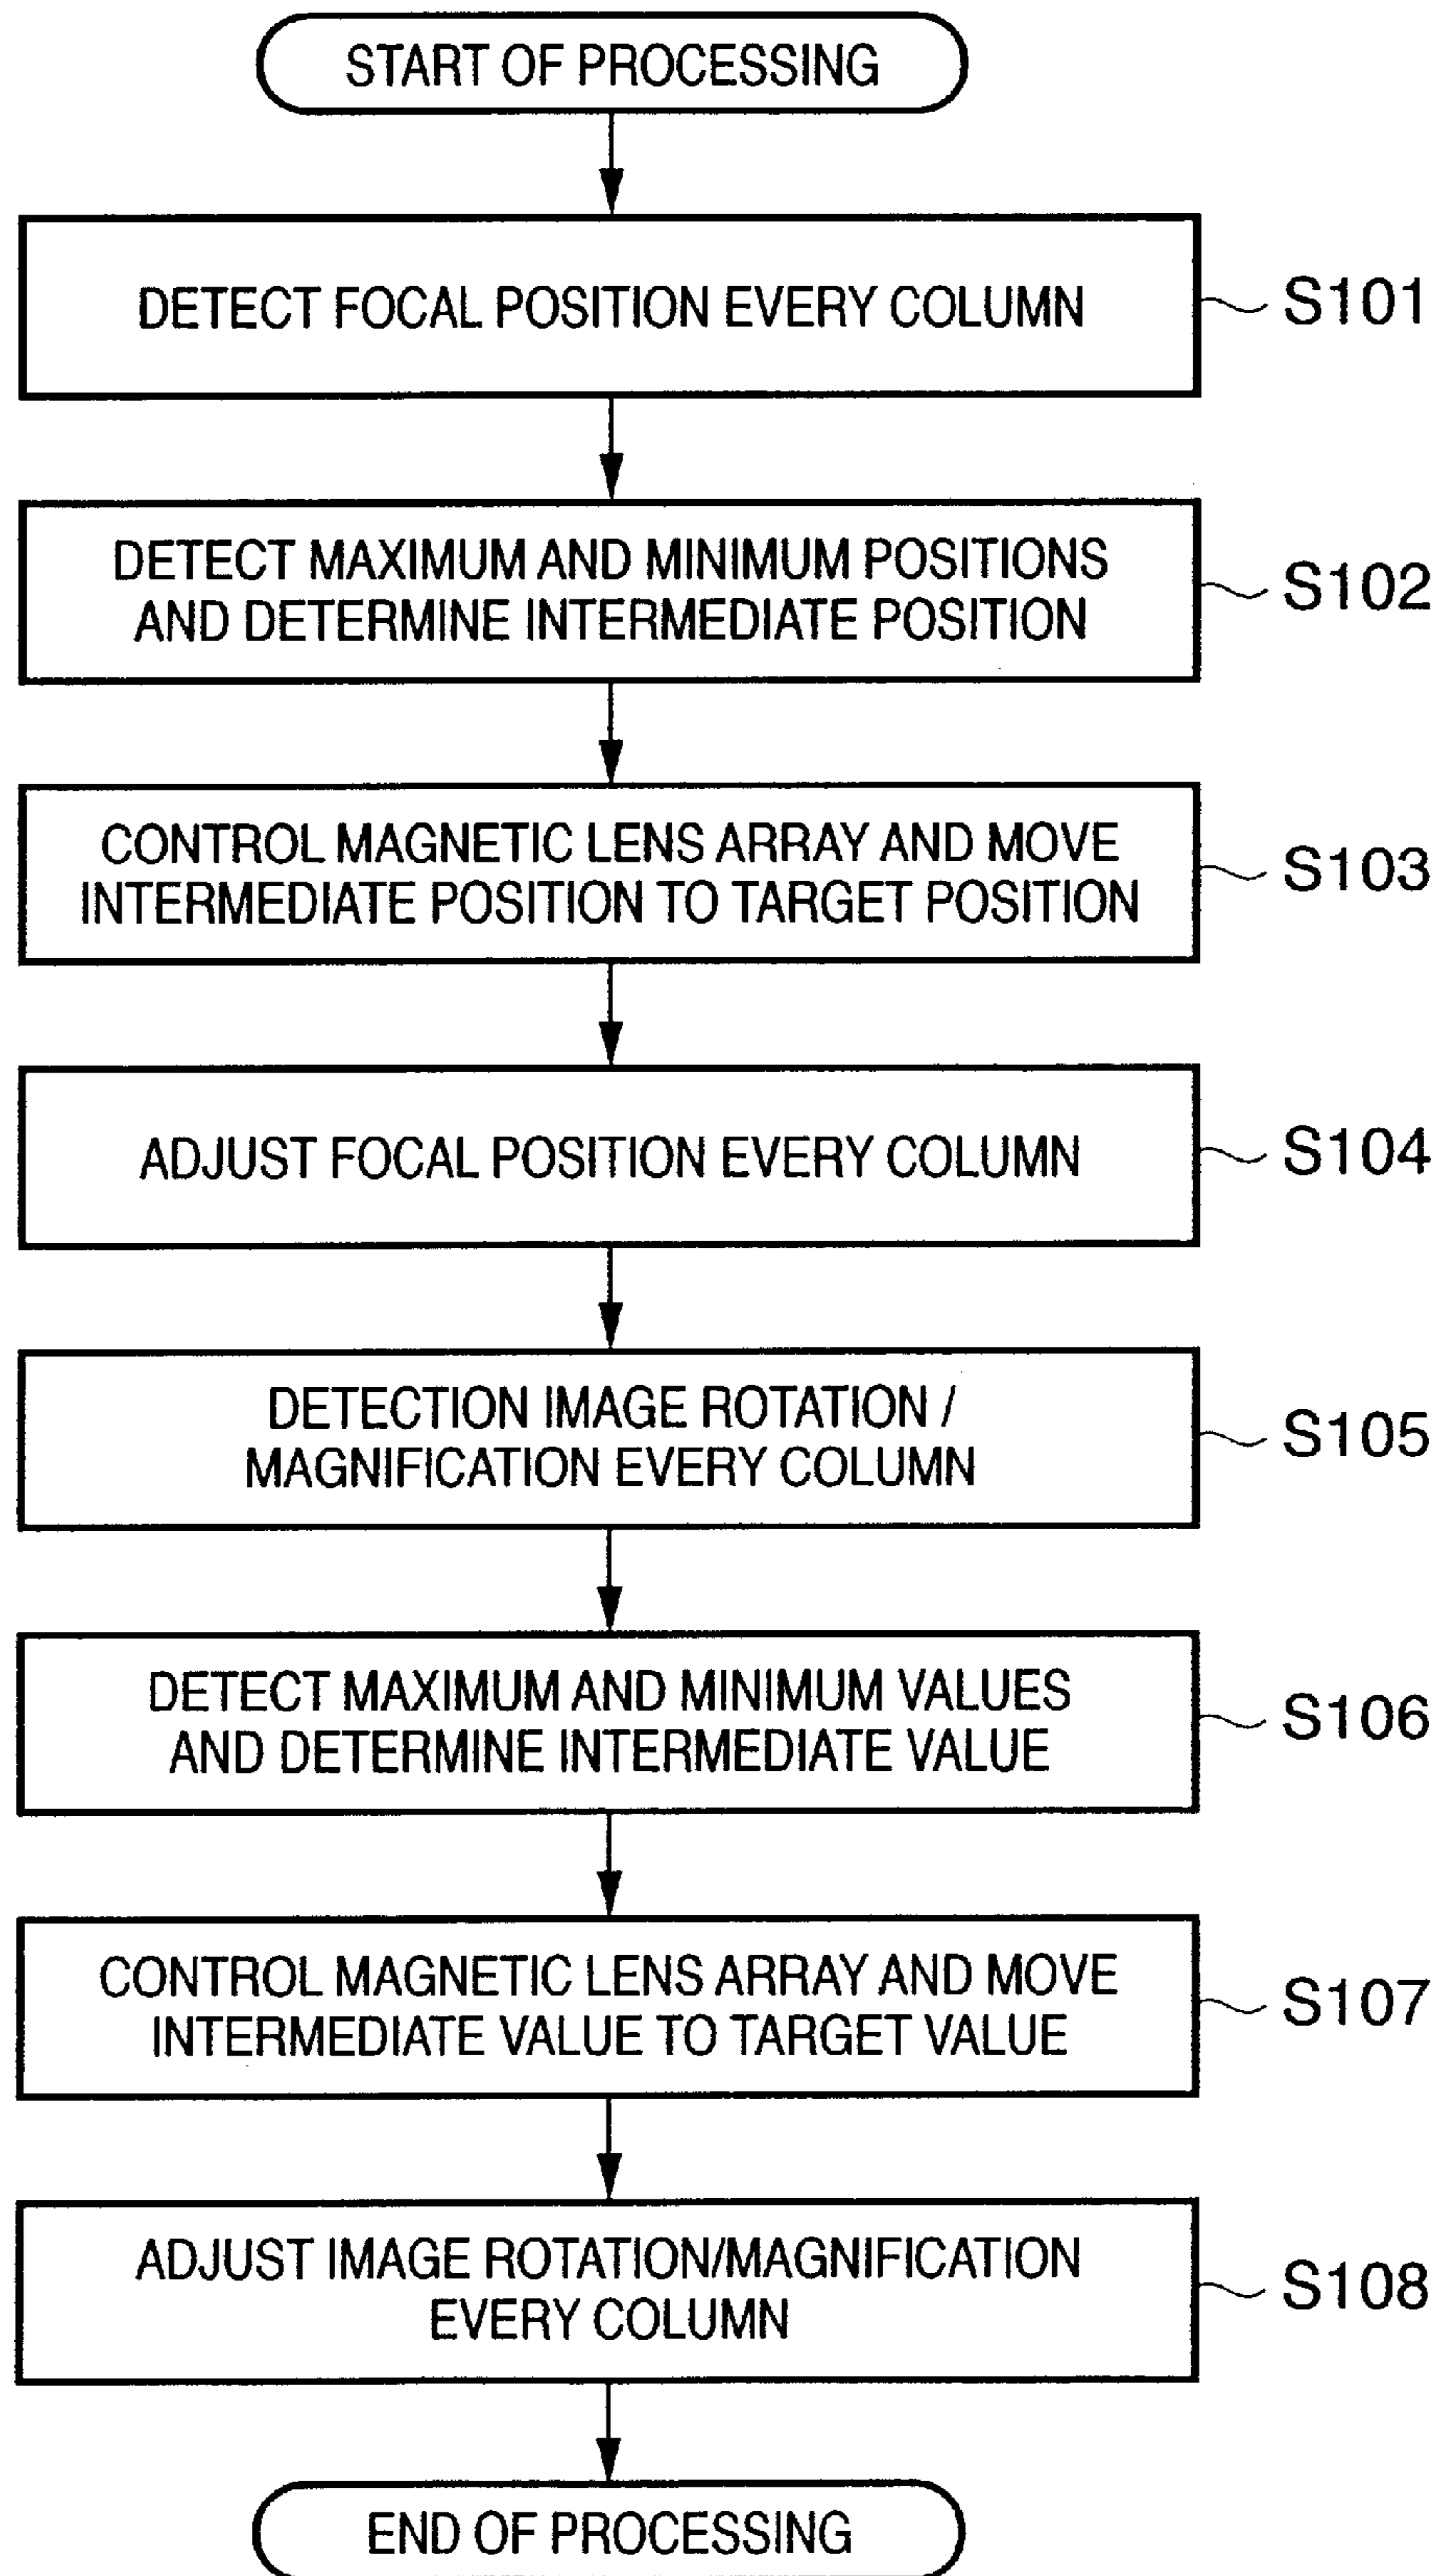 START OF PROCESSING
DETECT FOCAL POSITION EVERY COLUMN
S101
DETECT MAXIMUM AND MINIMUM POSITIONS
AND DETERMINE INTERMEDIATE POSITION
S102
CONTROL MAGNETIC LENS ARRAY AND MOVE
INTERMEDIATE POSITION TO TARGET POSITION
S103
ADJUST FOCAL POSITION EVERY COLUMN
S104
DETECTION IMAGE ROTATION /
MAGNIFICATION EVERY COLUMN
S105
DETECT MAXIMUM AND MINIMUM VALUES
AND DETERMINE INTERMEDIATE VALUE
S106
CONTROL MAGNETIC LENS ARRAY AND MOVE
INTERMEDIATE VALUE TO TARGET VALUE
S107
ADJUST IMAGE ROTATION/MAGNIFICATION
EVERY COLUMN
S108
END OF PROCESSING